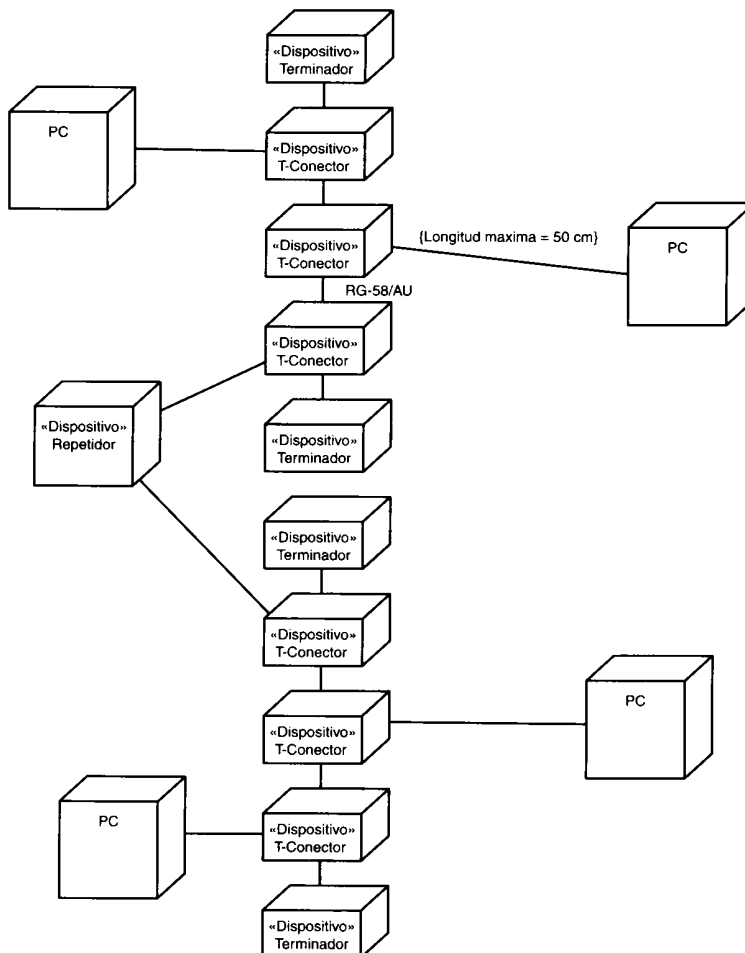 «Dispositivo»
Terminador
PC
«Dispositivo»
T-Conector
«Dispositivo»
T-Conector
{Longitud maxima = 50 cm}
PC
RG-58/AU
«Dispositivo»
T-Conector
«Dispositivo»
Repetidor
«Dispositivo»
Terminador
«Dispositivo»
Terminador
«Dispositivo»
T-Conector
«Dispositivo»
T-Conector
PC
PC
«Dispositivo»
T-Conector
«Dispositivo»
Terminador